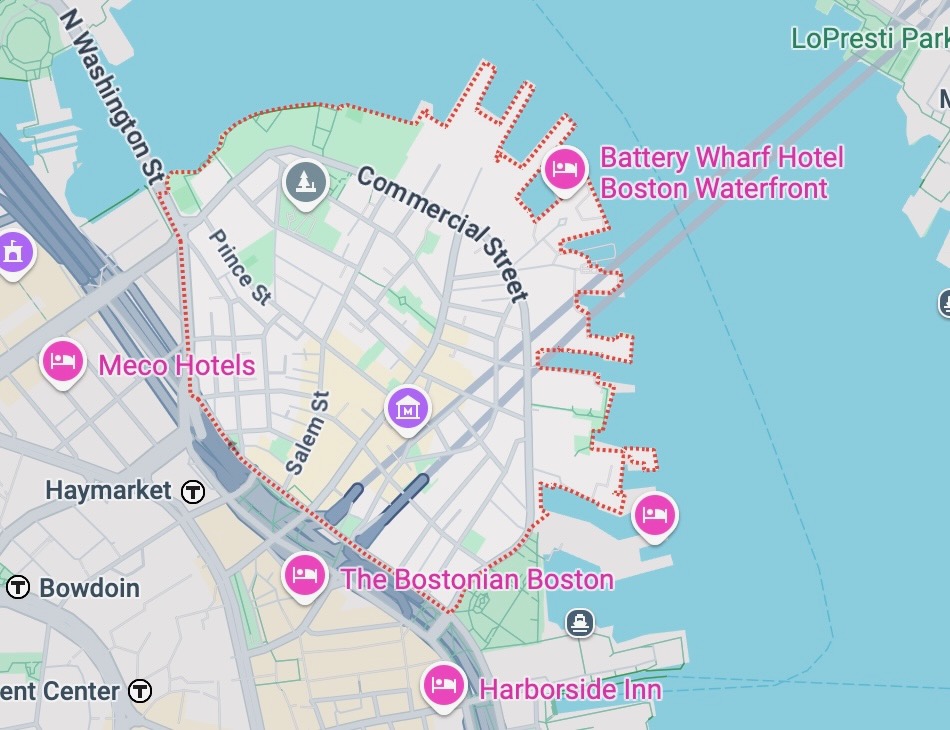 LoPresti Park
N Washington St
Battery Wharf Hotel
Boston Waterfront
Commercial Street
Prince St
Meco Hotels
Salem St
Haymarket
T
The Bostonian Boston
T
Bowdoin
ent Center
T
Harborside Inn
M